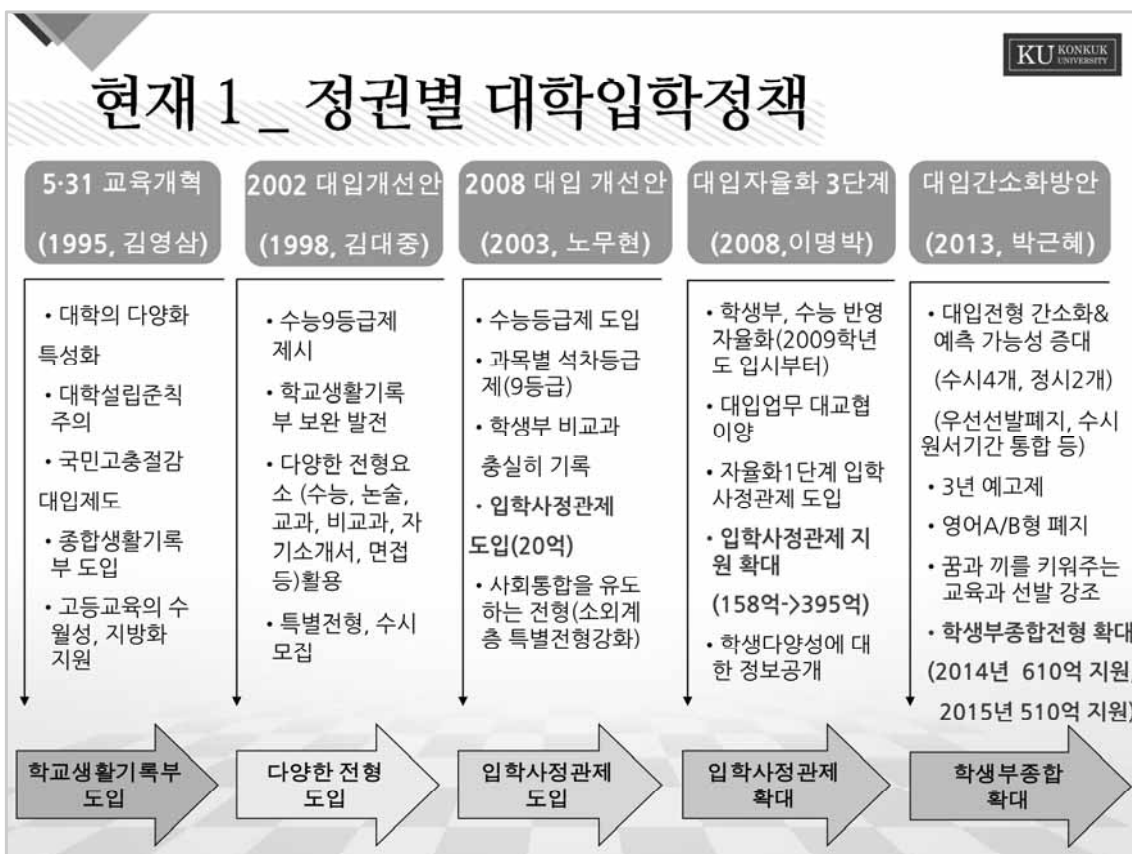 KU KONKUK UNIVERSITY
현재 1 _ 정권별 대학입학정책
5·31 교육개혁
(1995, 김영삼)
• 대학의 다양화
특성화
• 대학설립준칙
주의
• 국민고충절감
대입제도
• 종합생활기록
부 도입
• 고등교육의 수
월성, 지방화
지원
학교생활기록부
도입
2002 대입개선안
(1998, 김대중)
• 수능9등급제
제시
• 학교생활기록
부 보완 발전
• 다양한 전형요
소 (수능, 논술,
교과, 비교과, 자
기소개서, 면접
등)활용
• 특별전형, 수시
모집
다양한 전형
도입
2008 대입 개선안
(2003, 노무현)
• 수능등급제 도입
• 과목별 석차등급
제(9등급)
• 학생부 비교과
충실히 기록
• 입학사정관제
도입(20억)
• 사회통합을 유도
하는 전형(소외계
층 특별전형강화)
입학사정관제
도입
대입자율화 3단계
(2008,이명박)
• 학생부, 수능 반영
자율화(2009학년
도 입시부터)
• 대입업무 대교협
이양
• 자율화1단계 입학
사정관제 도입
• 입학사정관제 지
원 확대
(158억->395억)
• 학생다양성에 대
한 정보공개
입학사정관제
확대
대입간소화방안
(2013, 박근혜)
• 대입전형 간소화&
예측 가능성 증대
(수시4개, 정시2개)
(우선선발폐지, 수시
원서기간 통합 등)
• 3년 예고제
• 영어A/B형 폐지
• 꿈과 끼를 키워주는
교육과 선발 강조
• 학생부종합전형 확대
(2014년 610억 지원,
2015년 510억 지원)
학생부종합
확대